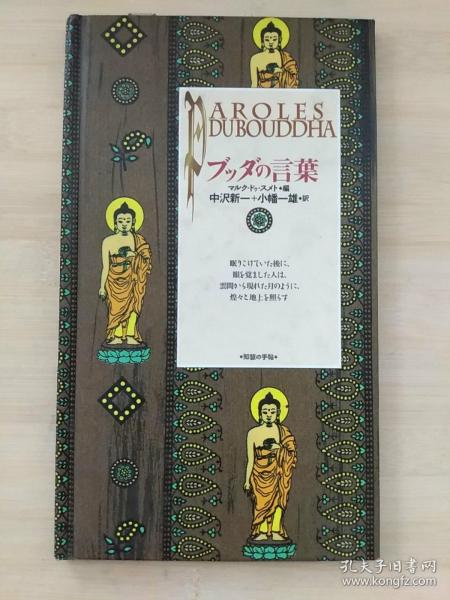 PAROLES
DU BOUDDHA
ブッダの言葉
マルク・ドゥ・スメト◆編
中沢新一+小幡一雄◆訳
眠りこけていた後に、
眼を覚ました人は、
雲間から現れた月のように、
煌々と地上を照らす
◆知慧の手帖◆
孔夫子旧书网
www.kongfz.com